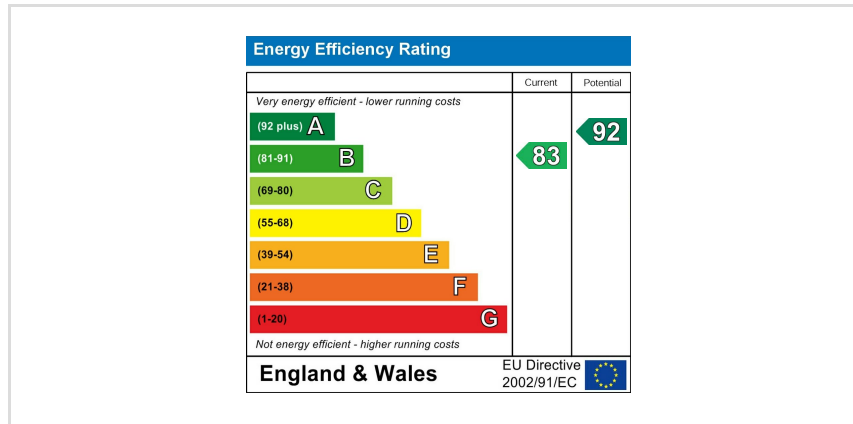 Energy Efficiency Rating
Current Potential
Very energy efficient - lower running costs
(92 plus) A
92
(81-91) B
83
(69-80) C
(55-68) D
(39-54) E
(21-38) F
(1-20) G
Not energy efficient - higher running costs
England & Wales
EU Directive
2002/91/EC